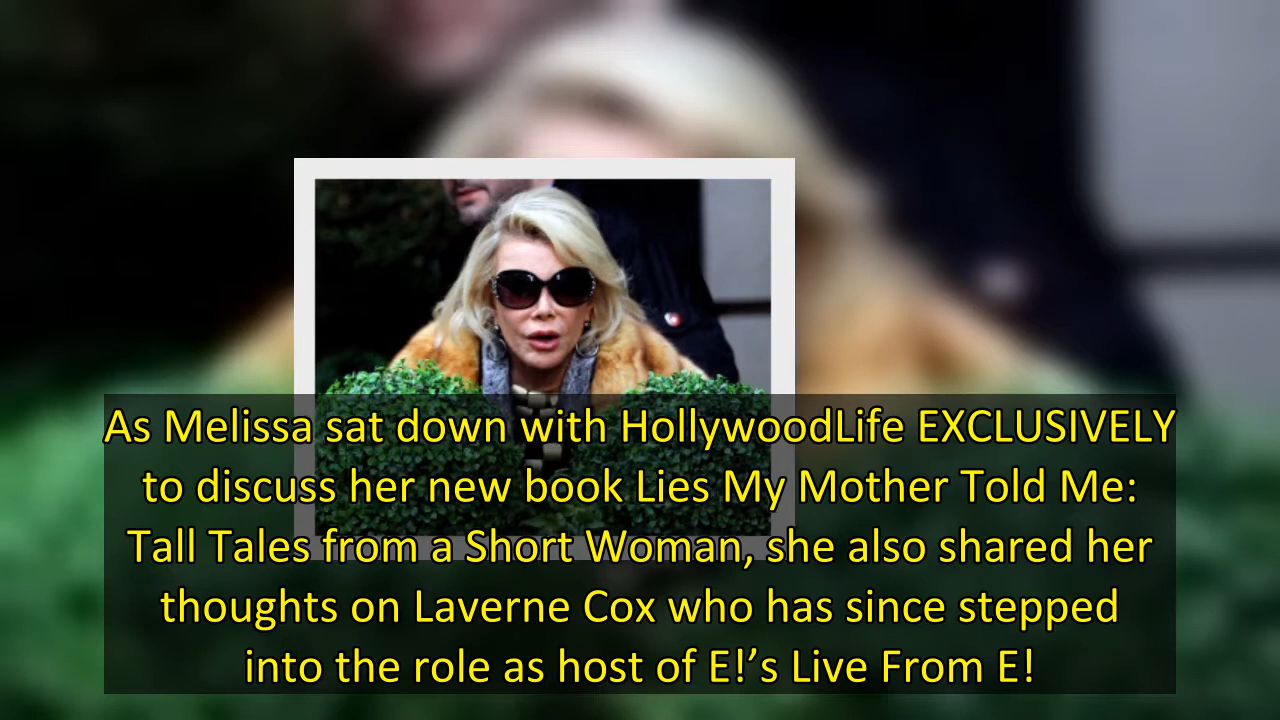 As Melissa sat down with HollywoodLife EXCLUSIVELY
to discuss her new book Lies My Mother Told Me:
Tall Tales from a Short Woman, she also shared her
thoughts on Laverne Cox who has since stepped
into the role as host of E!’s Live From E!